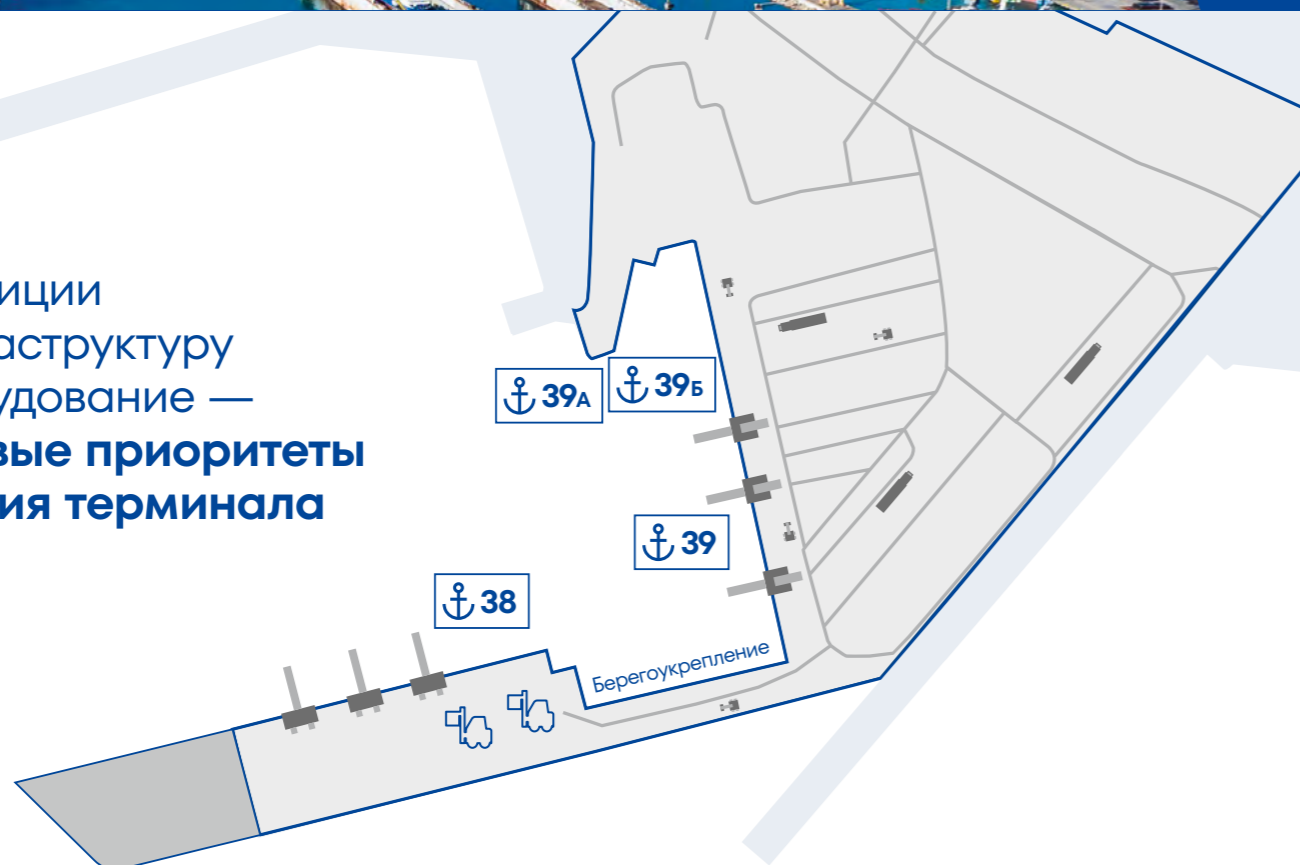 иции
аструктуру
удование —
вые приоритеты
ия терминала
39А
39Б
39
38
Берегоукрепление